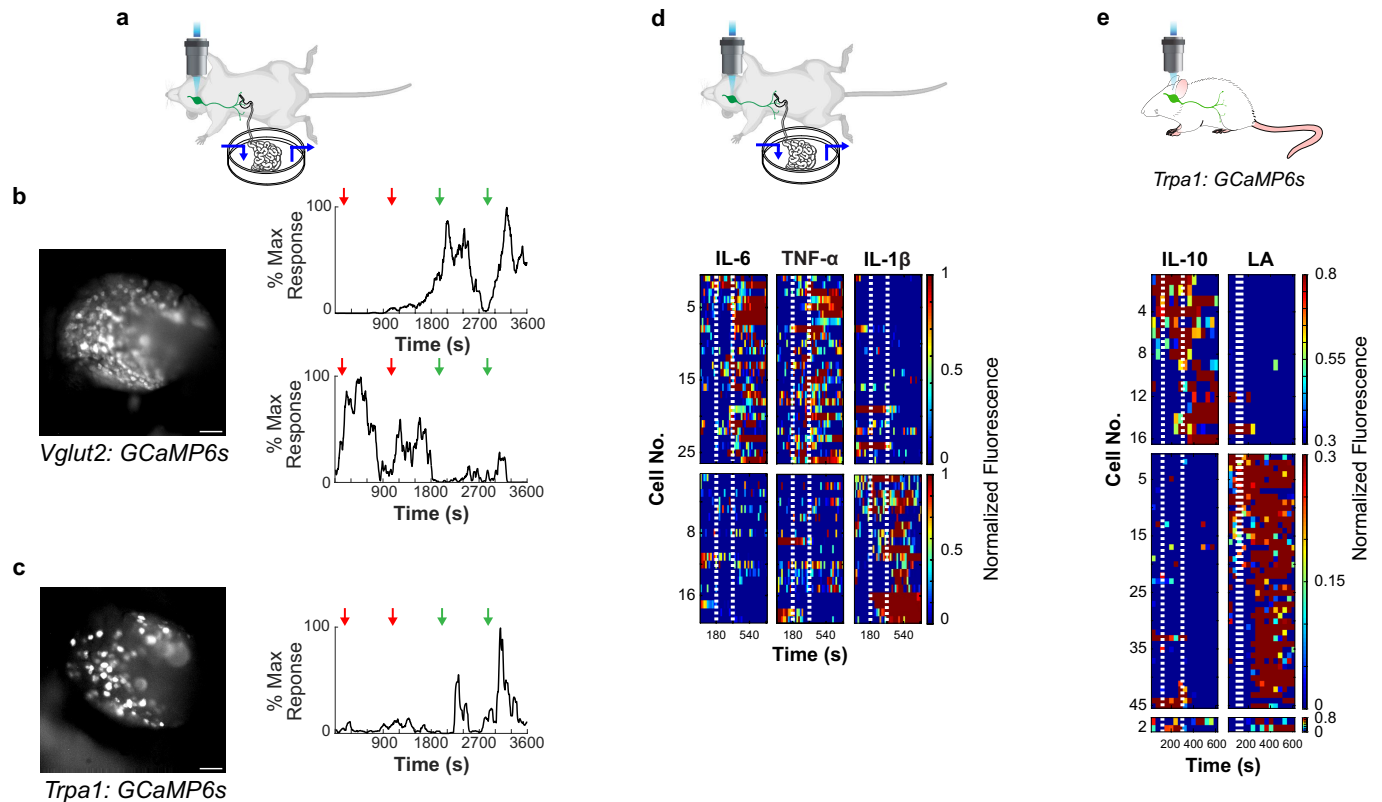 a
b
Vglut2: GCaMP6s
% Max
Response
100
0
900 1800 2700 3600
Time (s)
% Max
Response
100
0
900 1800 2700 3600
Time (s)
c
Trpa1: GCaMP6s
% Max
Reponse
100
0
900 1800 2700 3600
Time (s)
d
IL-6 TNF-α IL-1β
Cell No.
5
15
25
8
16
1
0.5
0
1
0.5
0
Normalized Fluorescence
180 540 180 540 180 540
Time (s)
e
Trpa1: GCaMP6s
IL-10 LA
Cell No.
4
8
12
16
5
15
25
35
45
2
0.8
0.55
0.3
0.3
0.15
0
0.8
0
Normalized Fluorescence
200 400 600 200 400 600
Time (s)